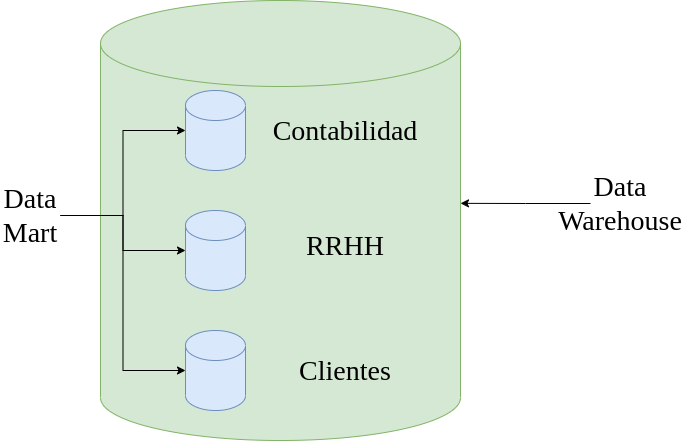 Contabilidad
Data
Mart
RRHH
Clientes
Data
Warehouse